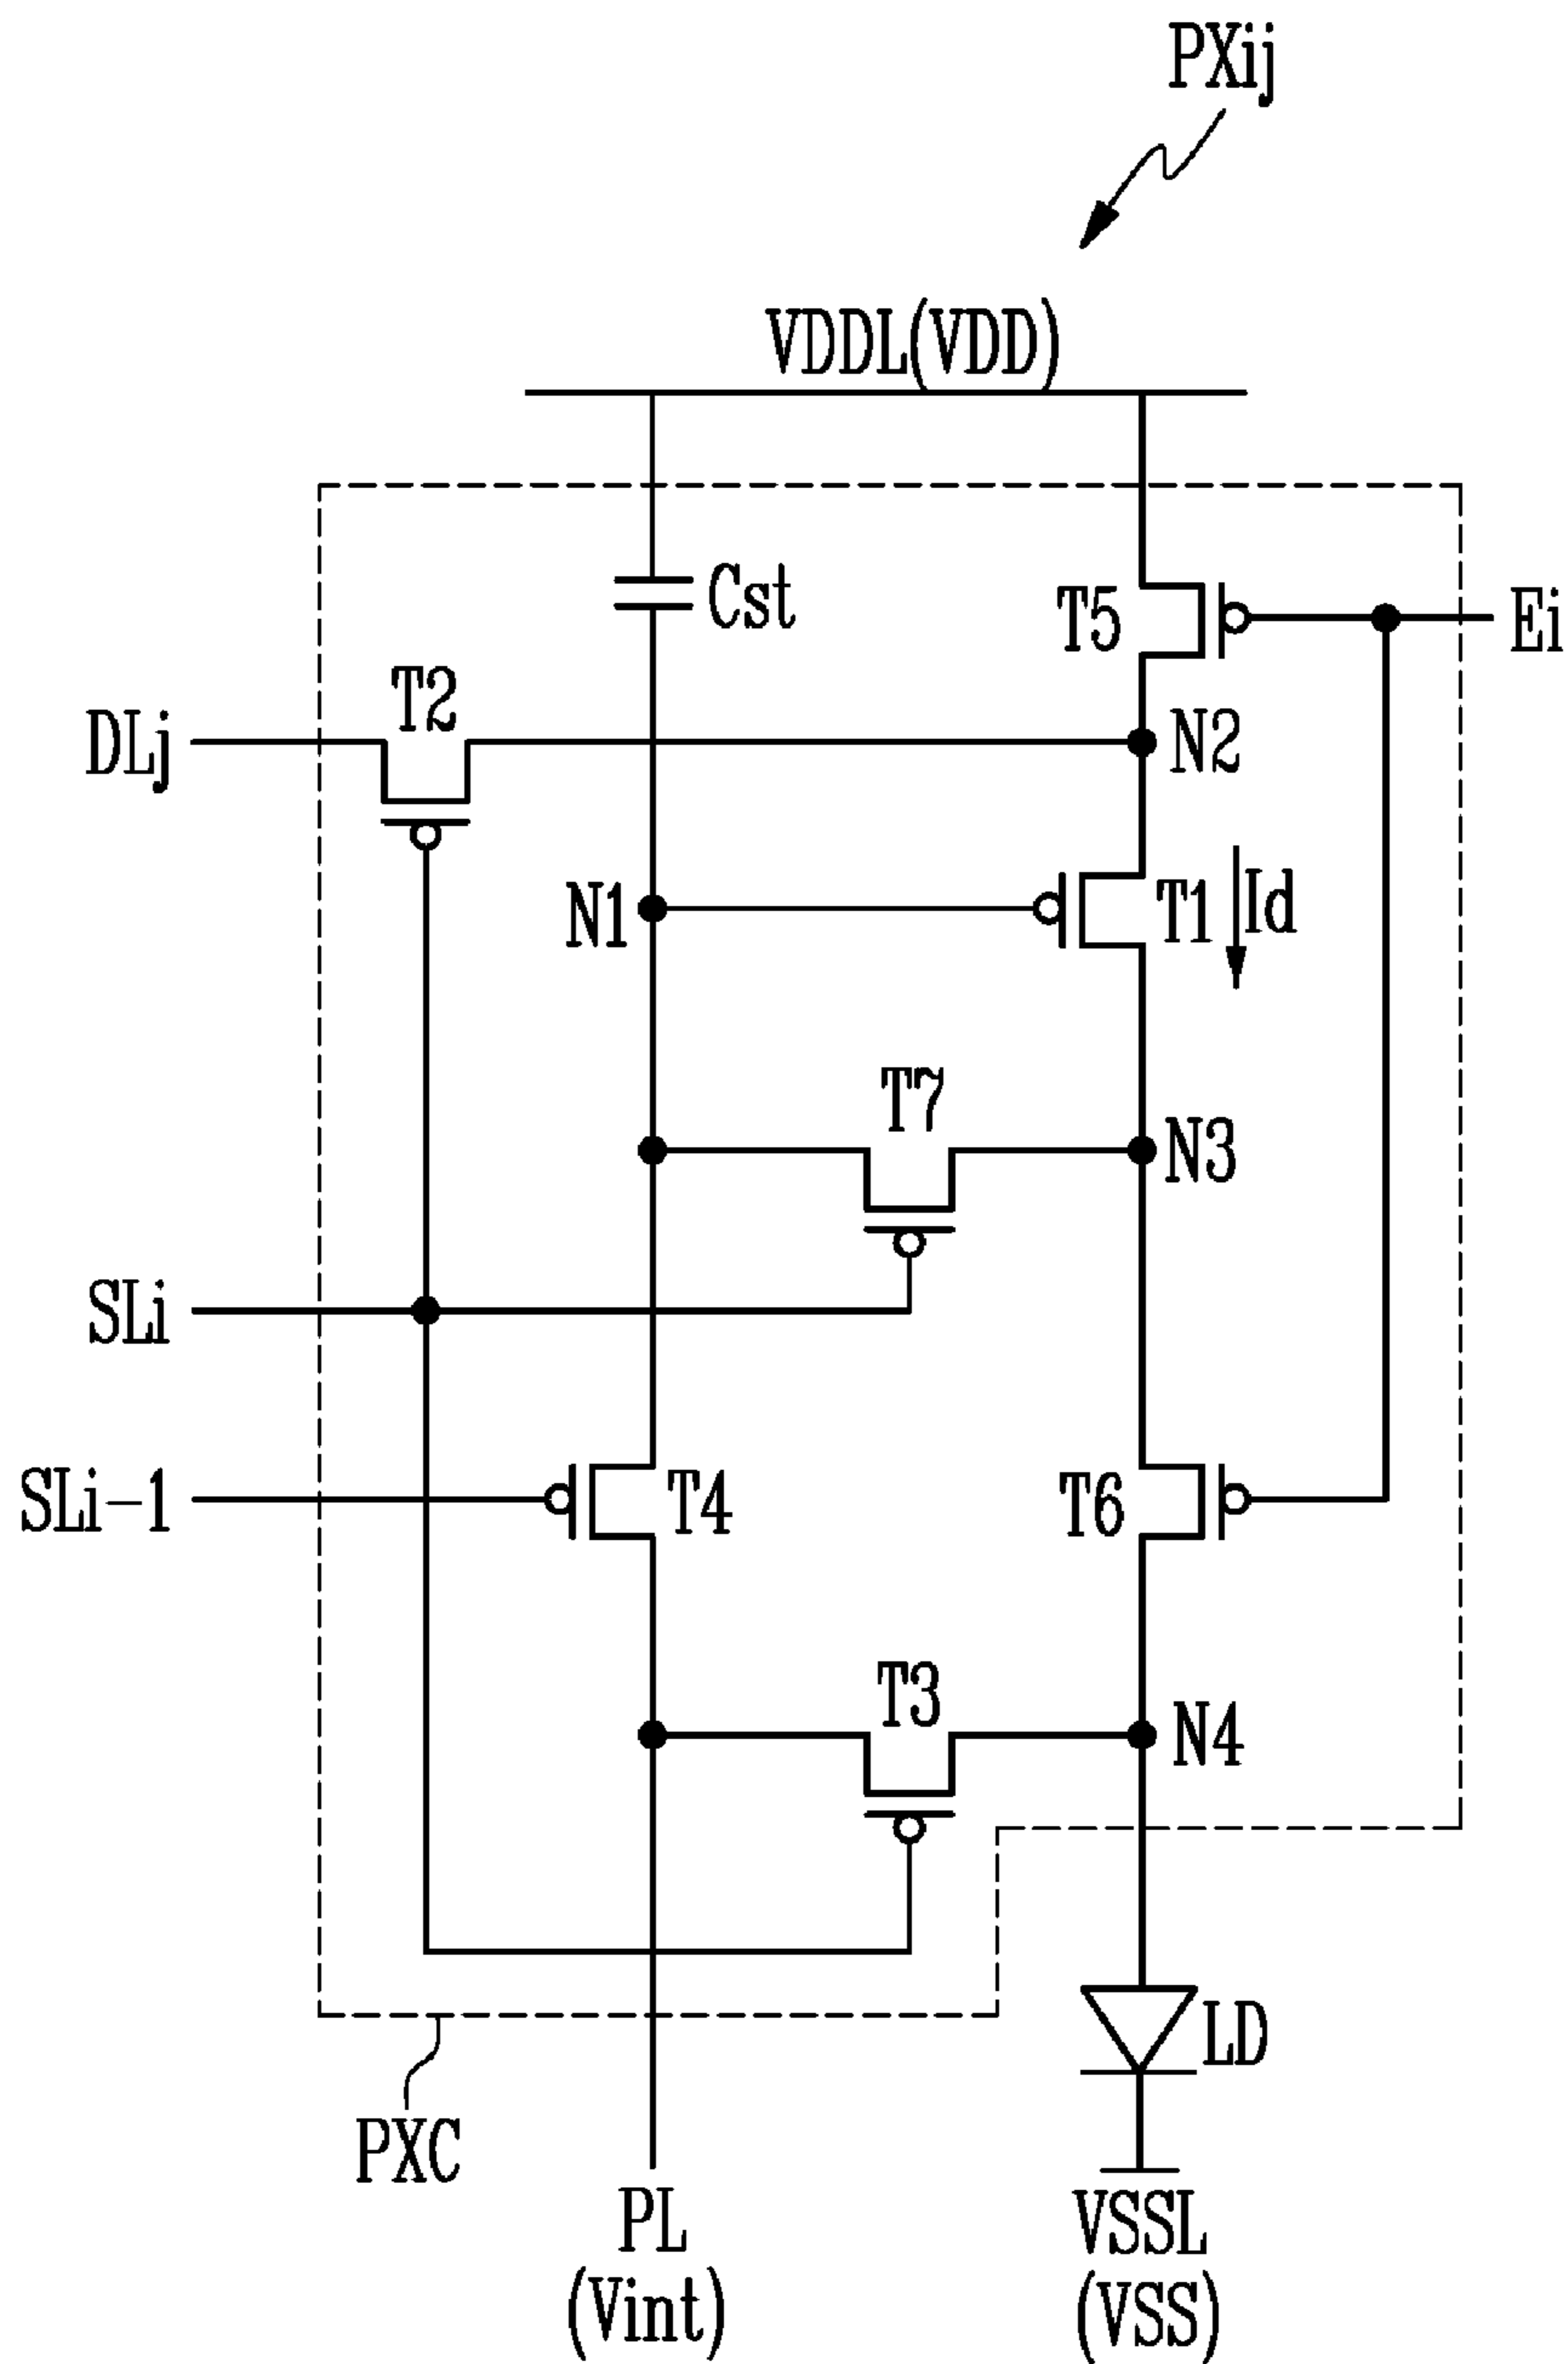 PXij
VDDL(VDD)
Cst
T5
Ei
T2
DLj
N2
N1
T1
Id
T7
N3
SLi
SLi-1
T4
T6
T3
N4
LD
PXC
PL
(Vint)
VSSL
(VSS)